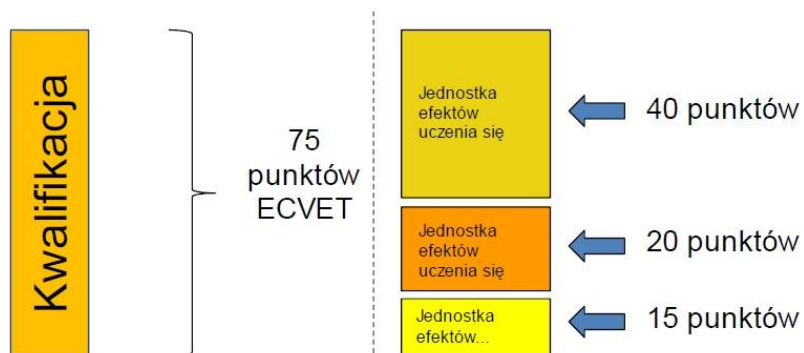 Kwalifikacja
75
punktów
ECVET
Jednostka
efektów
uczenia się
40 punktów
Jednostka
efektów
uczenia się
20 punktów
Jednostka
efektów...
15 punktów